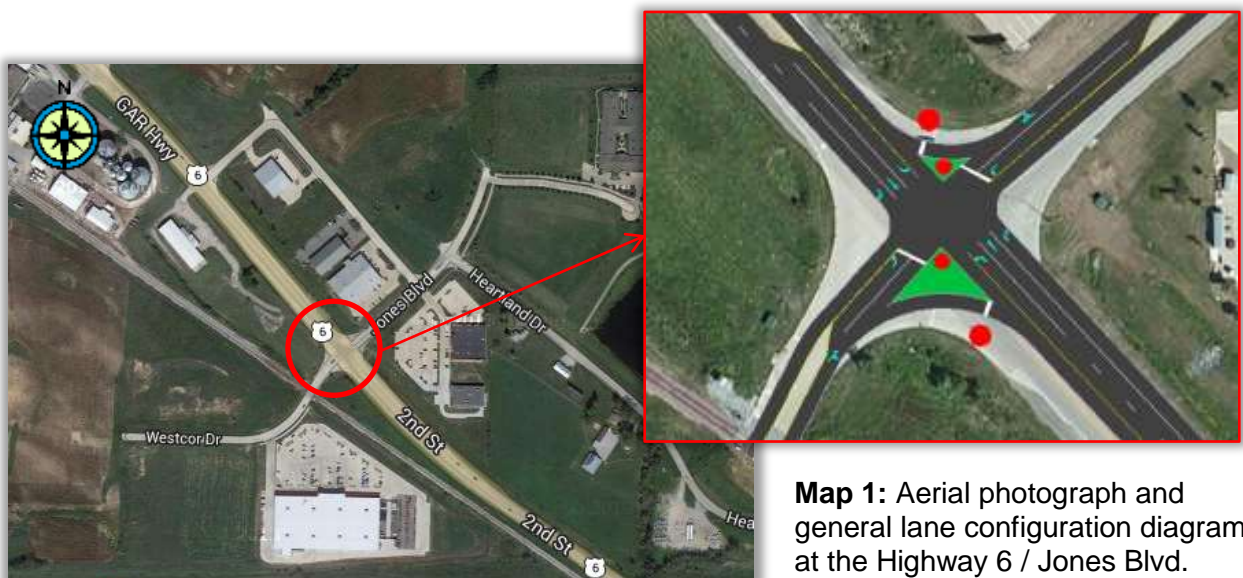 N
GAR Hwy
6
6
Jones Blvd
Heartland Dr
Westcor Dr
2nd St
2nd St
6
Map 1: Aerial photograph and
general lane configuration diagram
at the Highway 6 / Jones Blvd.